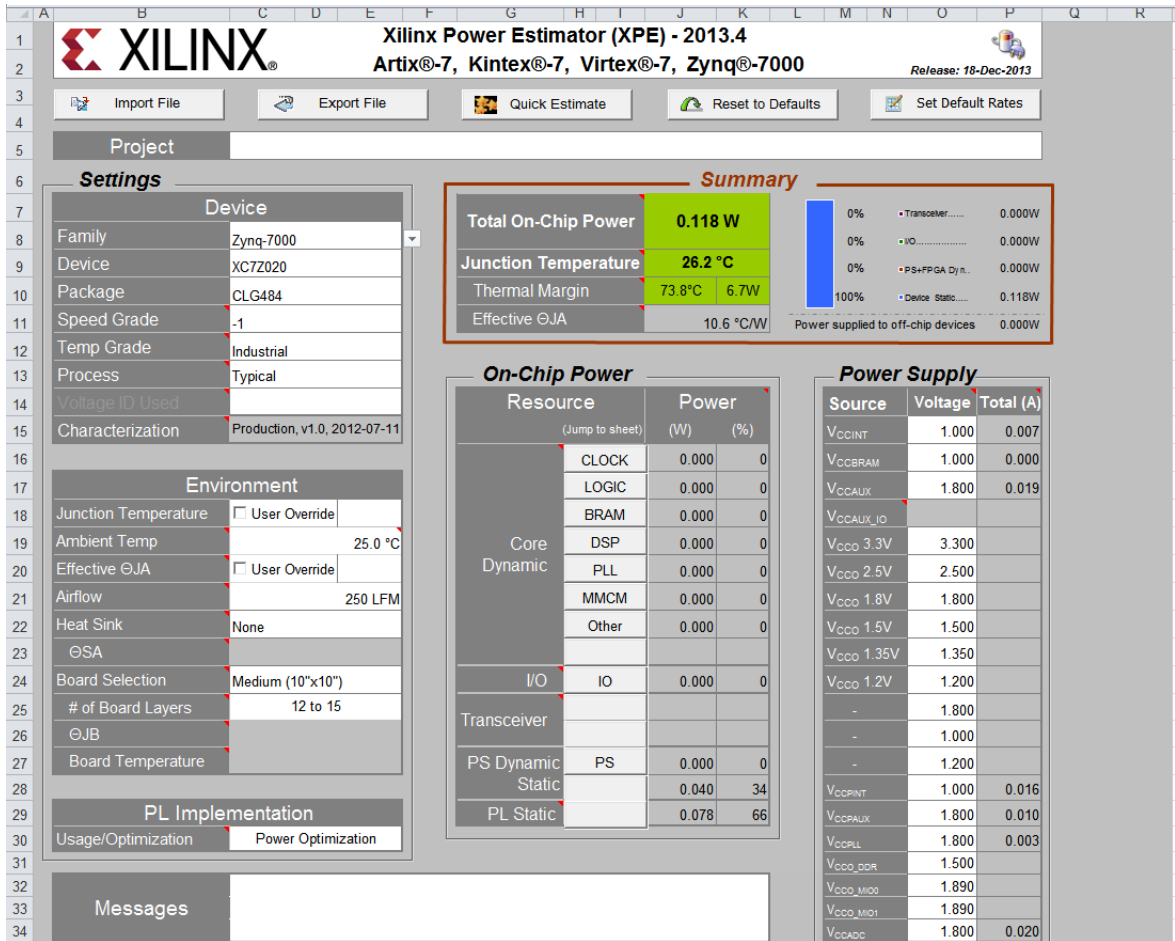 A B C D E F G H I J K L M N O P Q R
1
2
3
4
5
6
7
8
9
10
11
12
13
14
15
16
17
18
19
20
21
22
23
24
25
26
27
28
29
30
31
32
33
34
XILINX®
Xilinx Power Estimator (XPE) - 2013.4
Artix®-7, Kintex®-7, Virtex®-7, Zynq®-7000
Release: 18-Dec-2013
Import File
Export File
Quick Estimate
Reset to Defaults
Set Default Rates
Project
Settings
Device
Family Zynq-7000
Device XC7Z020
Package CLG484
Speed Grade -1
Temp Grade Industrial
Process Typical
Voltage ID Used
Characterization Production, v1.0, 2012-07-11
Environment
Junction Temperature User Override
Ambient Temp 25.0 °C
Effective ΘJA User Override
Airflow 250 LFM
Heat Sink None
ΘSA
Board Selection Medium (10"x10")
# of Board Layers 12 to 15
ΘJB
Board Temperature
PL Implementation
Usage/Optimization Power Optimization
Messages
Summary
Total On-Chip Power 0.118 W
Junction Temperature 26.2 °C
Thermal Margin 73.8°C 6.7W
Effective ΘJA 10.6 °C/W
0% Transceiver...... 0.000W
0% I/O.................. 0.000W
0% PS+FPGA Dyn.. 0.000W
100% Device Static..... 0.118W
Power supplied to off-chip devices 0.000W
On-Chip Power
Resource Power
(Jump to sheet) (W) (%)
Core Dynamic
CLOCK 0.000 0
LOGIC 0.000 0
BRAM 0.000 0
DSP 0.000 0
PLL 0.000 0
MMCM 0.000 0
Other 0.000 0
I/O IO 0.000 0
Transceiver
PS Dynamic PS 0.000 0
Static 0.040 34
PL Static 0.078 66
Power Supply
Source Voltage Total (A)
VCCINT 1.000 0.007
VCCBRAM 1.000 0.000
VCCAUX 1.800 0.019
VCCAUX_IO
VCCO 3.3V 3.300
VCCO 2.5V 2.500
VCCO 1.8V 1.800
VCCO 1.5V 1.500
VCCO 1.35V 1.350
VCCO 1.2V 1.200
- 1.800
- 1.000
- 1.200
VCCPINT 1.000 0.016
VCCPAUX 1.800 0.010
VCCPLL 1.800 0.003
VCCO_DDR 1.500
VCCO_MIO0 1.890
VCCO_MIO1 1.890
VCCADC 1.800 0.020